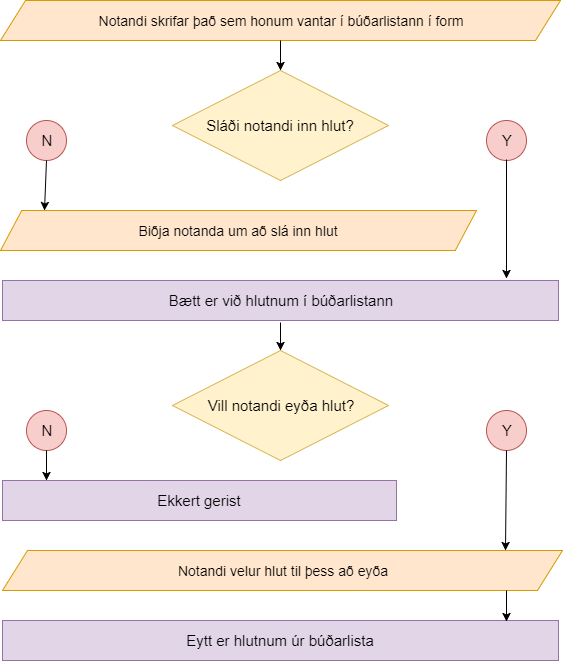 Notandi skrifar það sem honum vantar í búðarlistann í form
Sláði notandi inn hlut?
N
Y
Biðja notanda um að slá inn hlut
Bætt er við hlutnum í búðarlistann
Vill notandi eyða hlut?
N
Y
Ekkert gerist
Notandi velur hlut til þess að eyða
Eytt er hlutnum úr búðarlista